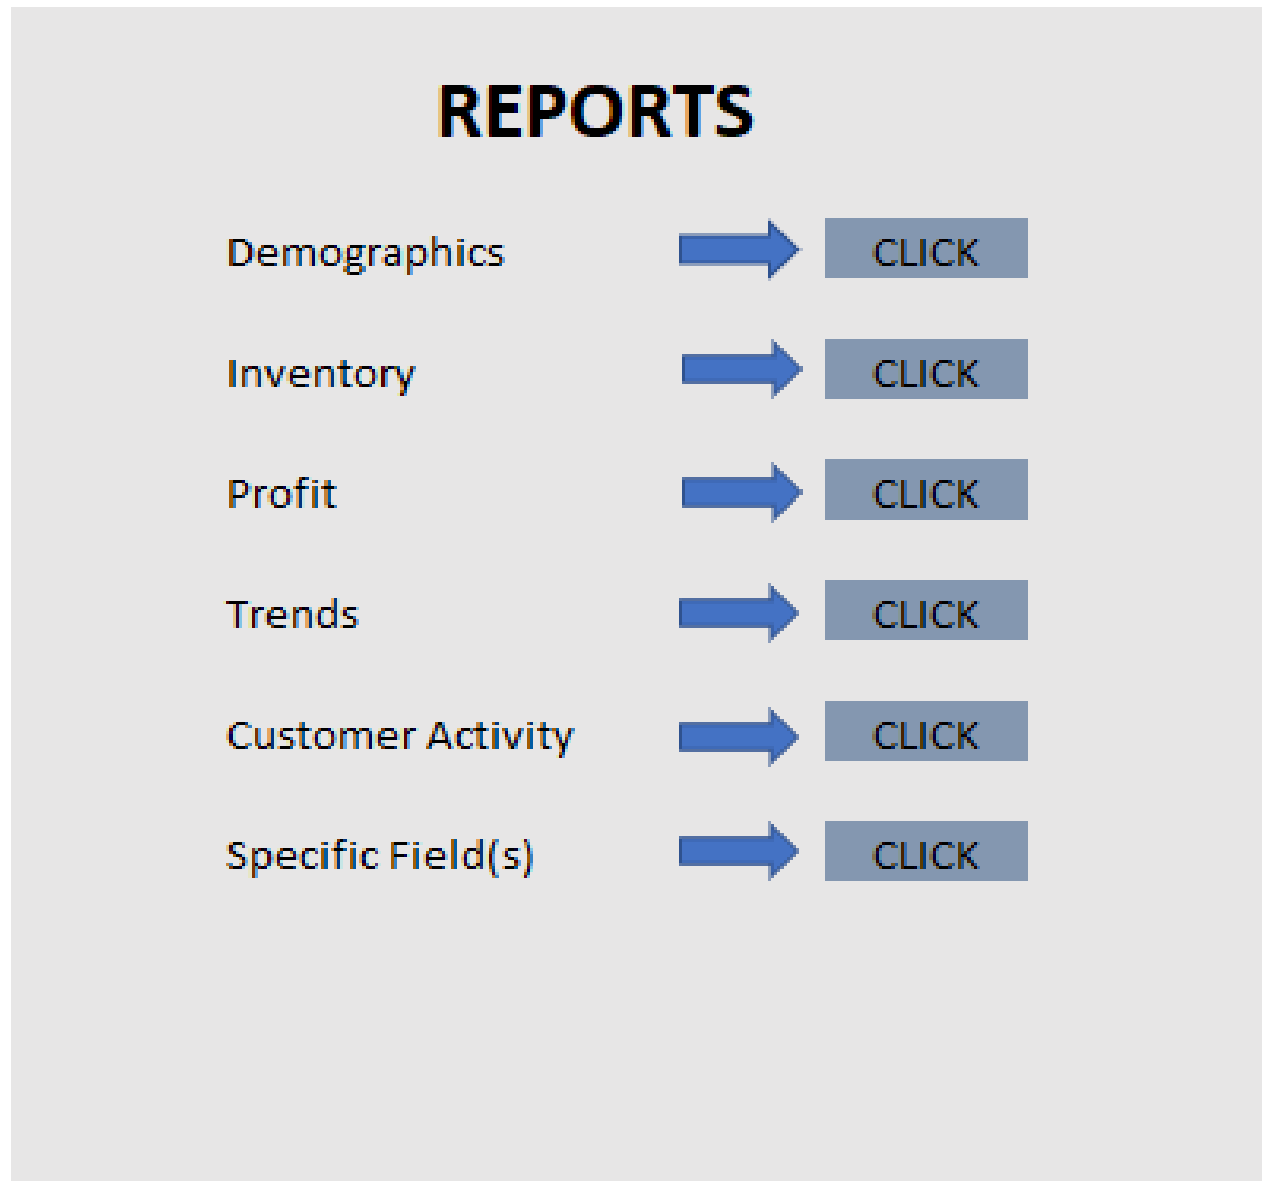 REPORTS
Demographics CLICK
Inventory CLICK
Profit CLICK
Trends CLICK
Customer Activity CLICK
Specific Field(s) CLICK